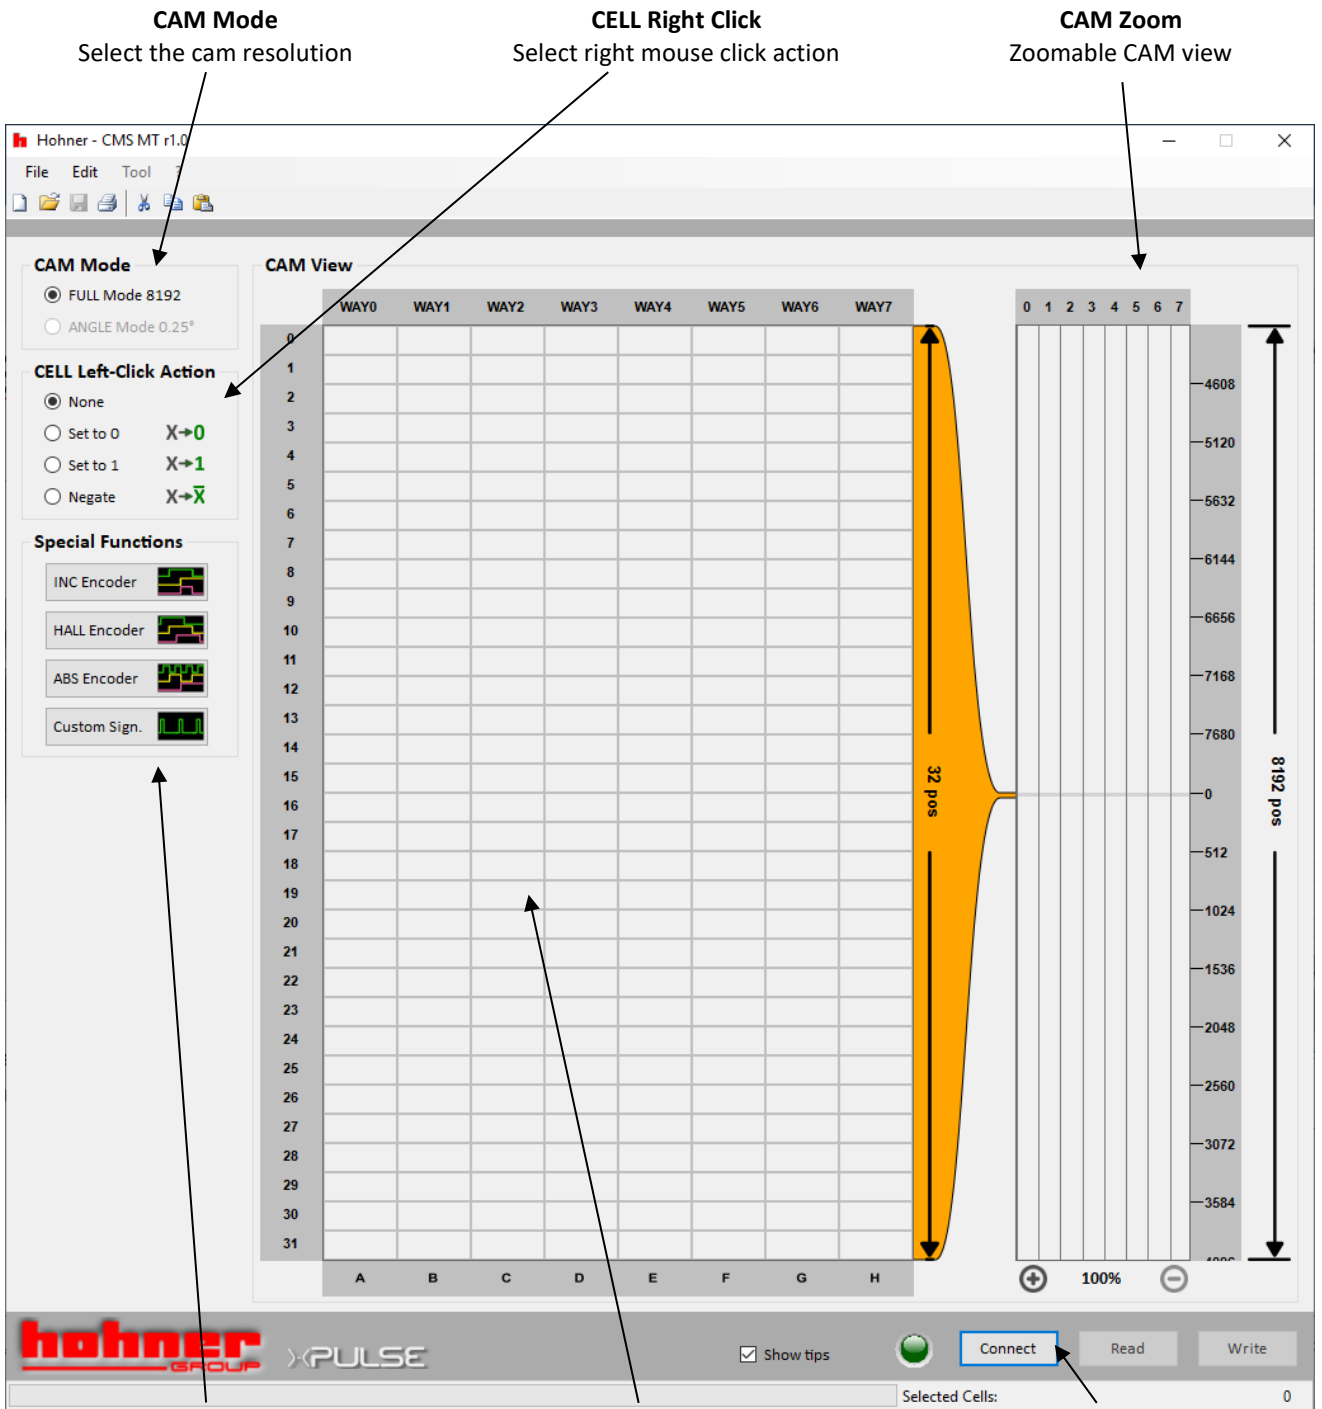 CAM Mode
Select the cam resolution
CELL Right Click
Select right mouse click action
CAM Zoom
Zoomable CAM view
Hohner - CMS MT r1.0
File Edit Tool
CAM Mode
FULL Mode 8192
ANGLE Mode 0.25°
CELL Left-Click Action
None
Set to 0 X→0
Set to 1 X→1
Negate X→X̅
Special Functions
INC Encoder
HALL Encoder
ABS Encoder
Custom Sign.
CAM View
WAY0 WAY1 WAY2 WAY3 WAY4 WAY5 WAY6 WAY7
0
1
2
3
4
5
6
7
8
9
10
11
12
13
14
15
16
17
18
19
20
21
22
23
24
25
26
27
28
29
30
31
A B C D E F G H
32 pos
0 1 2 3 4 5 6 7
4608
5120
5632
6144
6656
7168
7680
0
512
1024
1536
2048
2560
3072
3584
8192 pos
100%
hohner
GROUP
XPULSE
Show tips
Connect
Read
Write
Selected Cells: 0